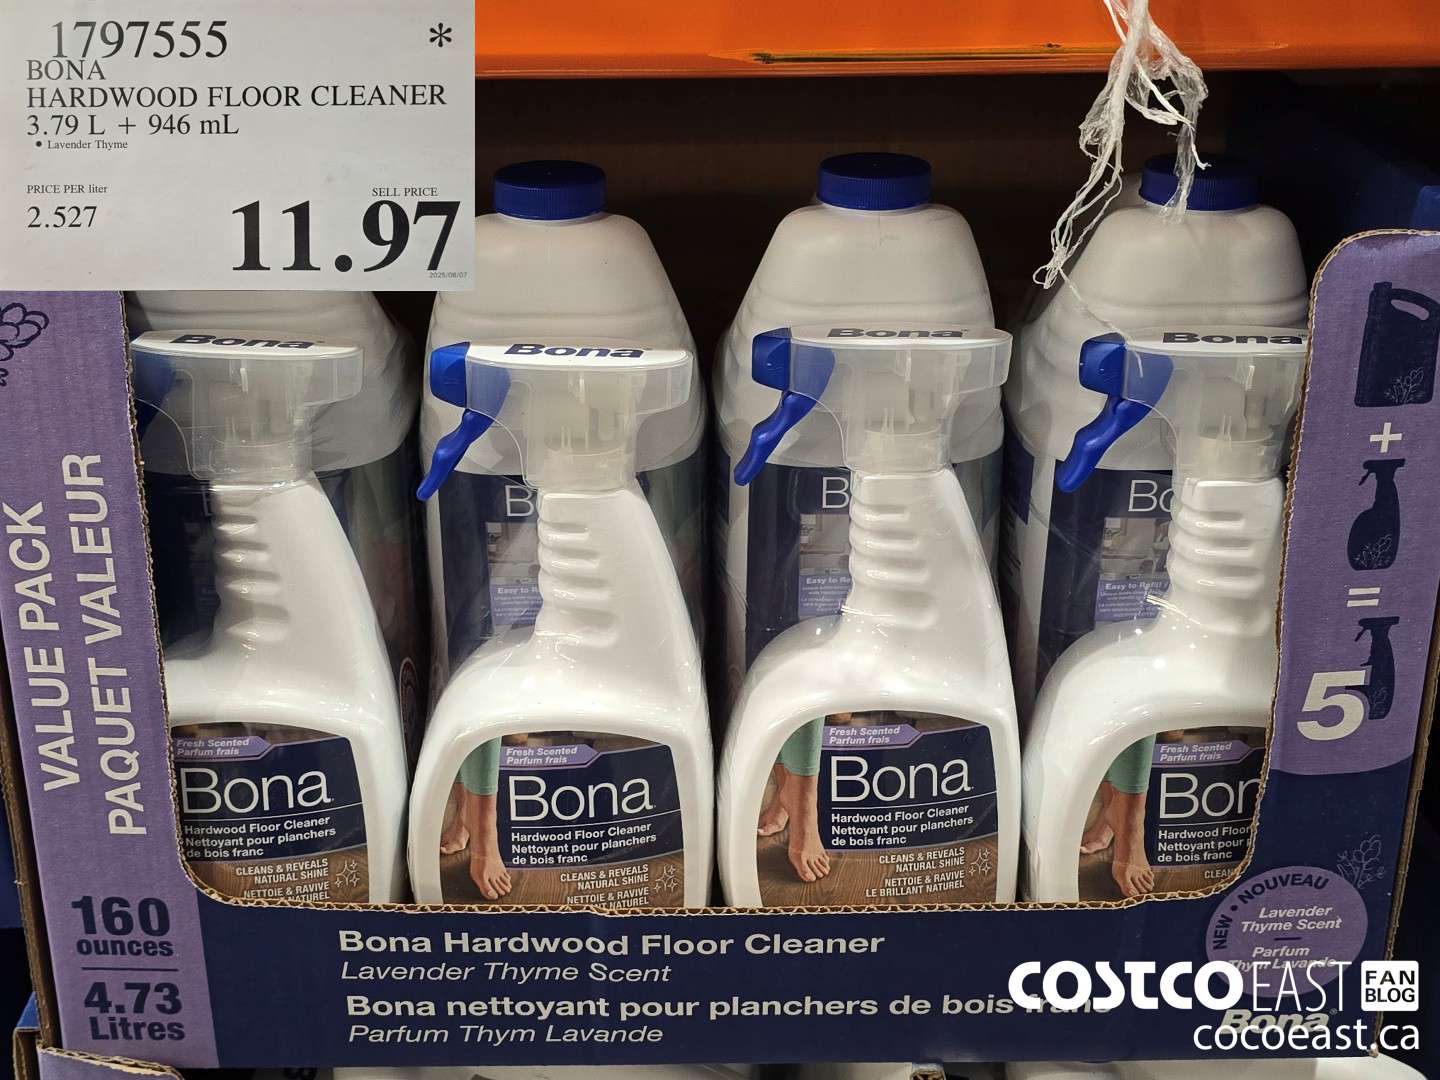 1797555 *
BONA
HARDWOOD FLOOR CLEANER
3.79 L + 946 mL
• Lavender Thyme
PRICE PER liter
2.527
SELL PRICE
11.97
2025/08/07
VALUE PACK
PAQUET VALEUR
160
ounces
4.73
Litres
Bona
Bona
Bona
Bona
Easy to Refill
Fresh Scented
Parfum frais
Bona
Hardwood Floor Cleaner
Nettoyant pour planchers
de bois franc
CLEANS & REVEALS
NATURAL SHINE
NETTOIE & RAVIVE
Fresh Scented
Parfum frais
Bona
Hardwood Floor Cleaner
Nettoyant pour planchers
de bois franc
CLEANS & REVEALS
NATURAL SHINE
NETTOIE & RAVIVE
NATUREL
Fresh Scented
Parfum frais
Bona
Hardwood Floor Cleaner
Nettoyant pour planchers
de bois franc
CLEANS & REVEALS
NATURAL SHINE
NETTOIE & RAVIVE
LE BRILLANT NATUREL
Fresh Scented
Parfum frais
Bon
Hardwood Floor
Nettoyant pour
de bois franc
+
=
5
NEW • NOUVEAU
Lavender
Thyme Scent
Parfum
Thym Lavande
Bona
Bona Hardwood Floor Cleaner
Lavender Thyme Scent
Bona nettoyant pour planchers de bois franc
Parfum Thym Lavande
COSTCO EAST FAN BLOG
cocoeast.ca